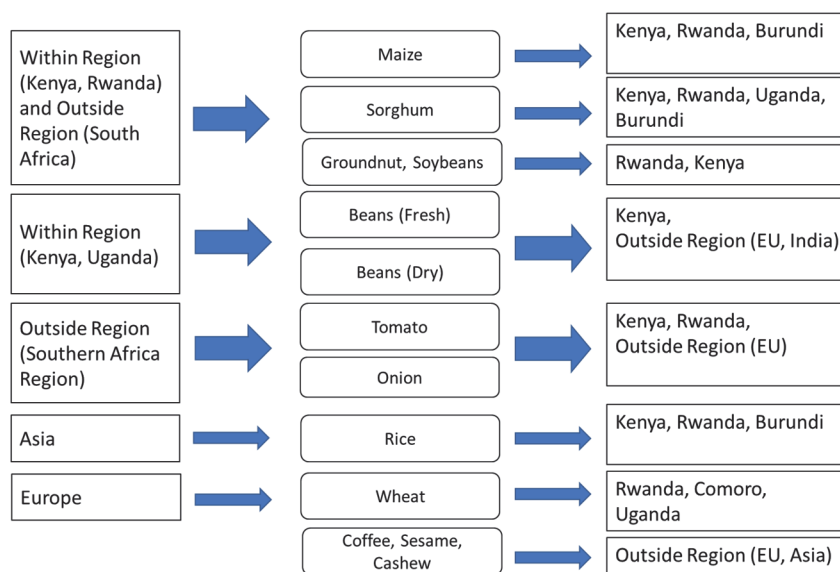 Within Region
(Kenya, Rwanda)
and Outside
Region (South
Africa)
Maize
Kenya, Rwanda, Burundi
Sorghum
Kenya, Rwanda, Uganda,
Burundi
Groundnut, Soybeans
Rwanda, Kenya
Within Region
(Kenya, Uganda)
Beans (Fresh)
Beans (Dry)
Kenya,
Outside Region (EU, India)
Outside Region
(Southern Africa
Region)
Tomato
Onion
Kenya, Rwanda,
Outside Region (EU)
Asia
Rice
Kenya, Rwanda, Burundi
Europe
Wheat
Rwanda, Comoro,
Uganda
Coffee, Sesame,
Cashew
Outside Region (EU, Asia)